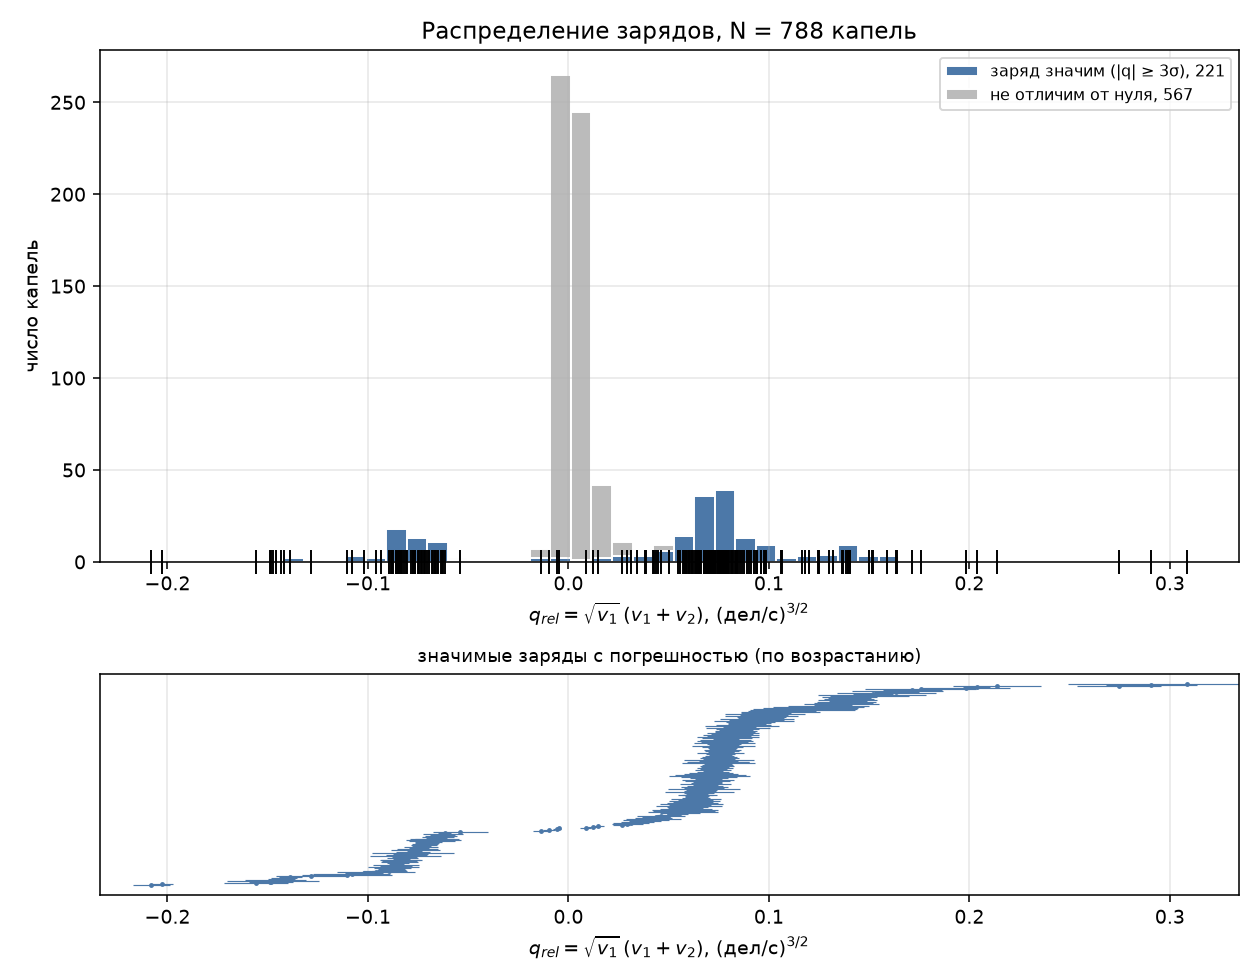 Распределение зарядов, N = 788 капель
заряд значим (|q| ≥ 3σ), 221
не отличим от нуля, 567
число капель
250
200
150
100
50
0
−0.2 −0.1 0.0 0.1 0.2 0.3
q_rel = √v₁ (v₁ + v₂), (дел/с)^3/2
значимые заряды с погрешностью (по возрастанию)
−0.2 −0.1 0.0 0.1 0.2 0.3
q_rel = √v₁ (v₁ + v₂), (дел/с)^3/2